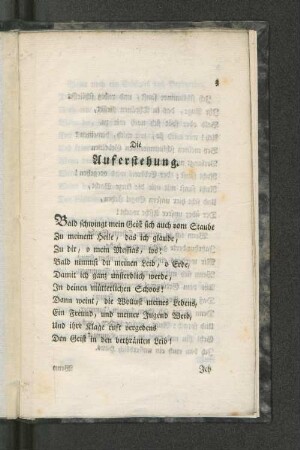 Die
Auferstehung.
Bald schwingt mein Geist sich auch vom Staube
Zu meinem Heile, das ich glaube,
Zu dir, o mein Messias, los!
Bald nimmst du meinen Leib, o Erde,
Damit ich ganz unsterblich werde,
In deinen mütterlichen Schoos!
Dann weint, die Wollust meines Lebens,
Ein Freund, und meiner Jugend Weib,
Und ihre Klage ruft vergebens
Den Geist in den verthränten Leib!
Ich